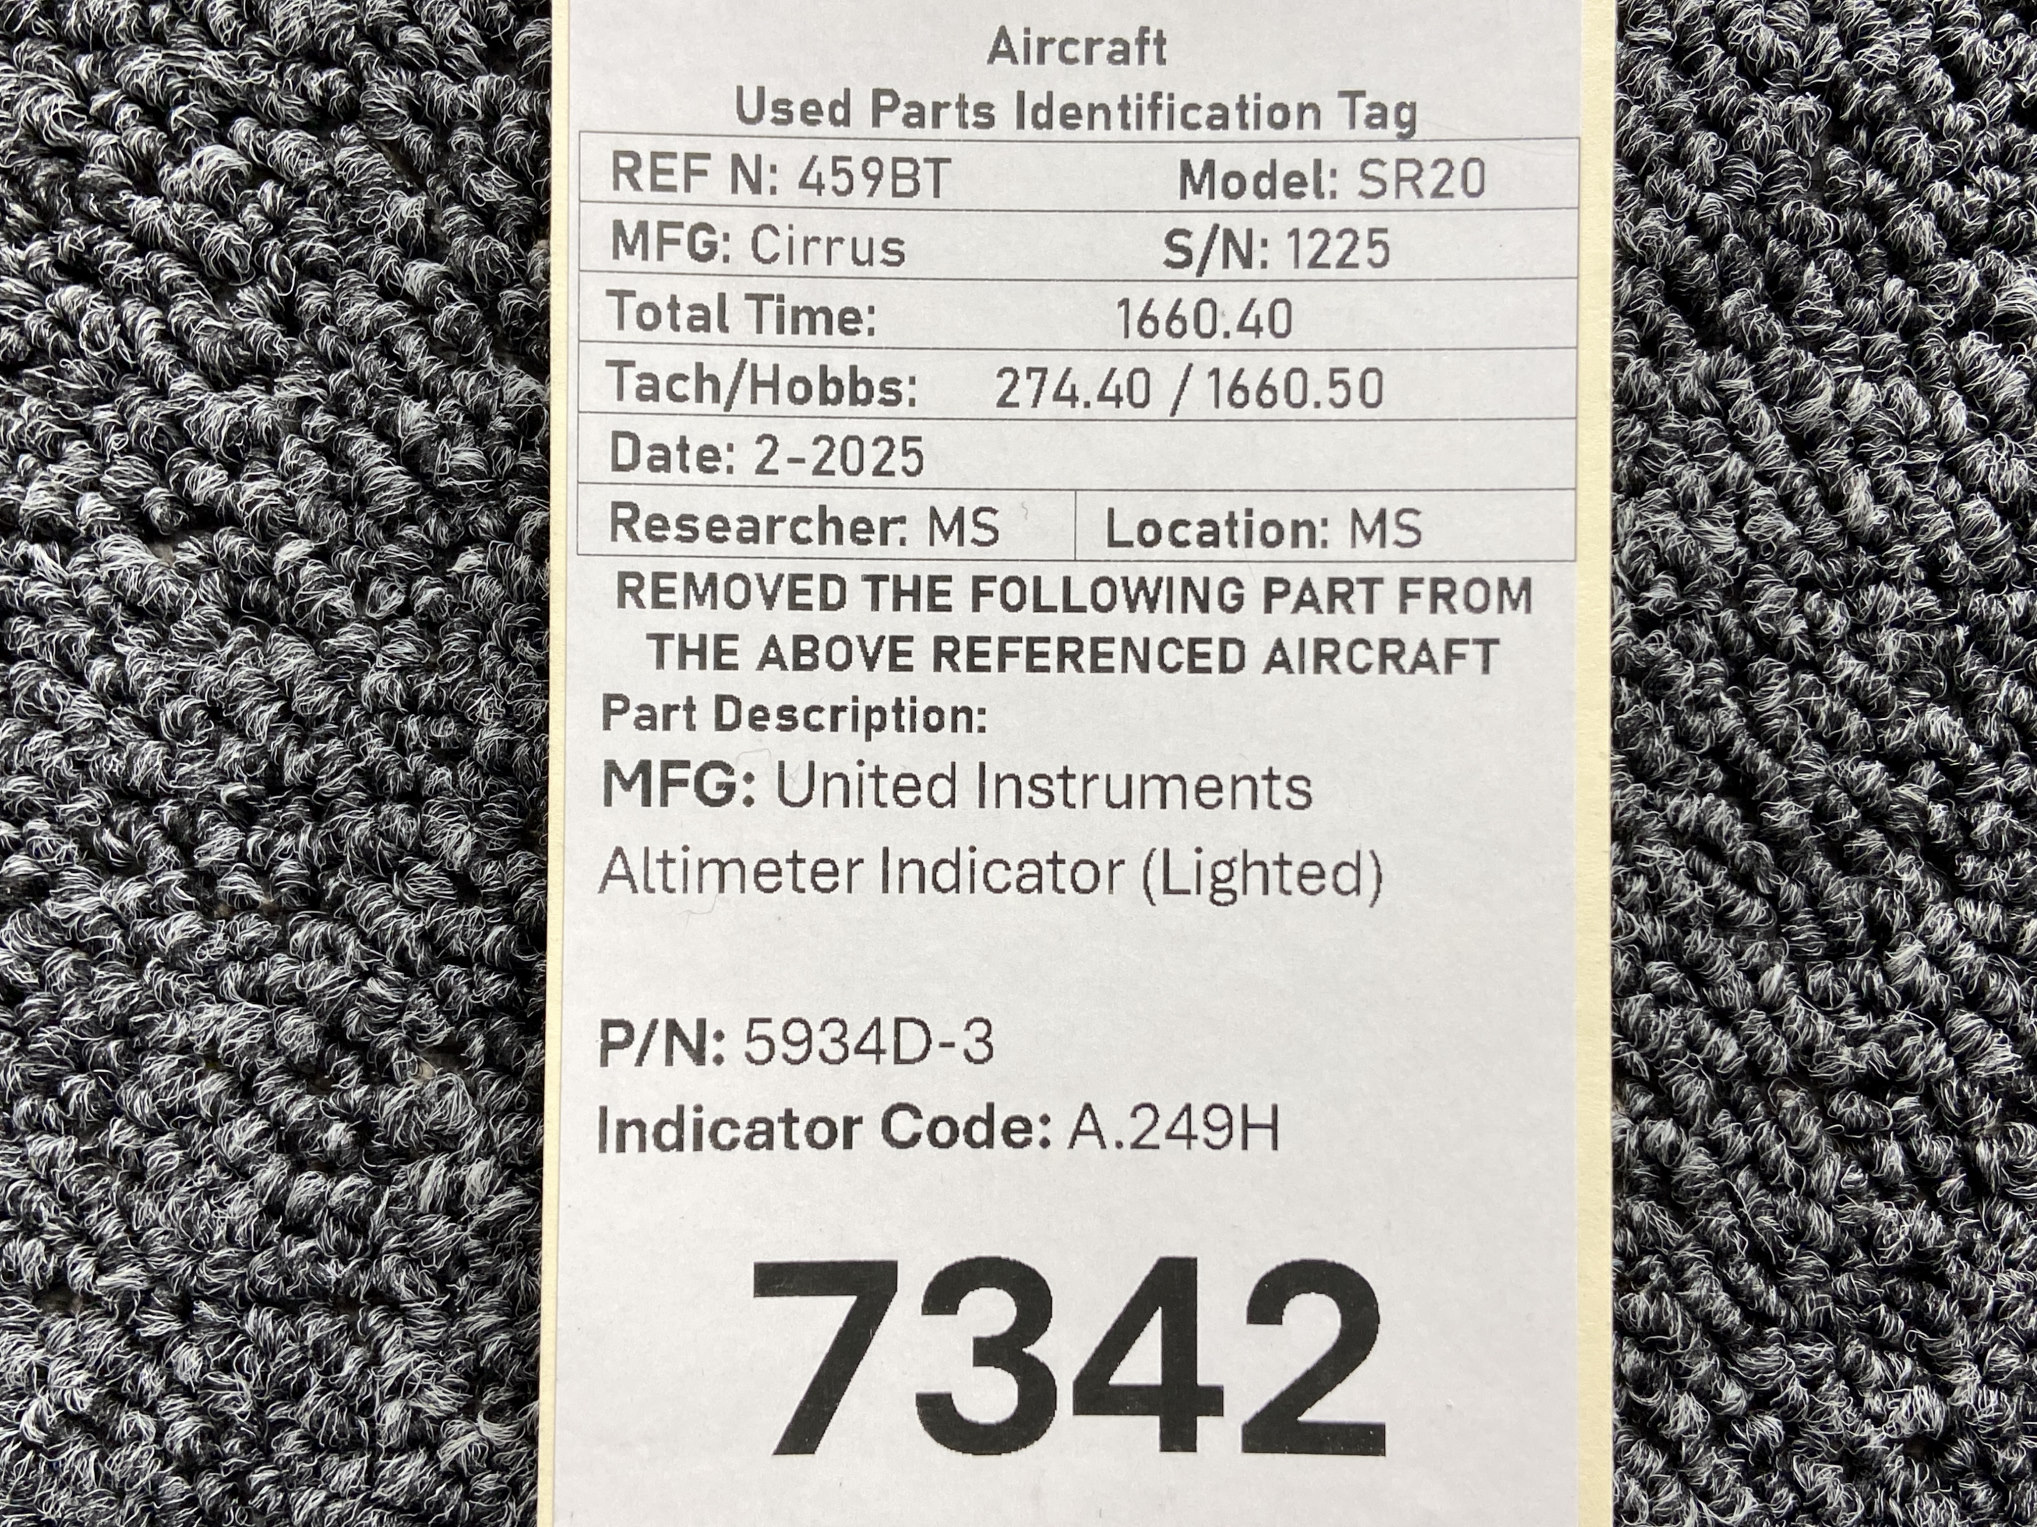 Aircraft
Used Parts Identification Tag
REF N: 459BT Model: SR20
MFG: Cirrus S/N: 1225
Total Time: 1660.40
Tach/Hobbs: 274.40 / 1660.50
Date: 2-2025
Researcher: MS Location: MS
REMOVED THE FOLLOWING PART FROM
THE ABOVE REFERENCED AIRCRAFT
Part Description:
MFG: United Instruments
Altimeter Indicator (Lighted)
P/N: 5934D-3
Indicator Code: A.249H
7342